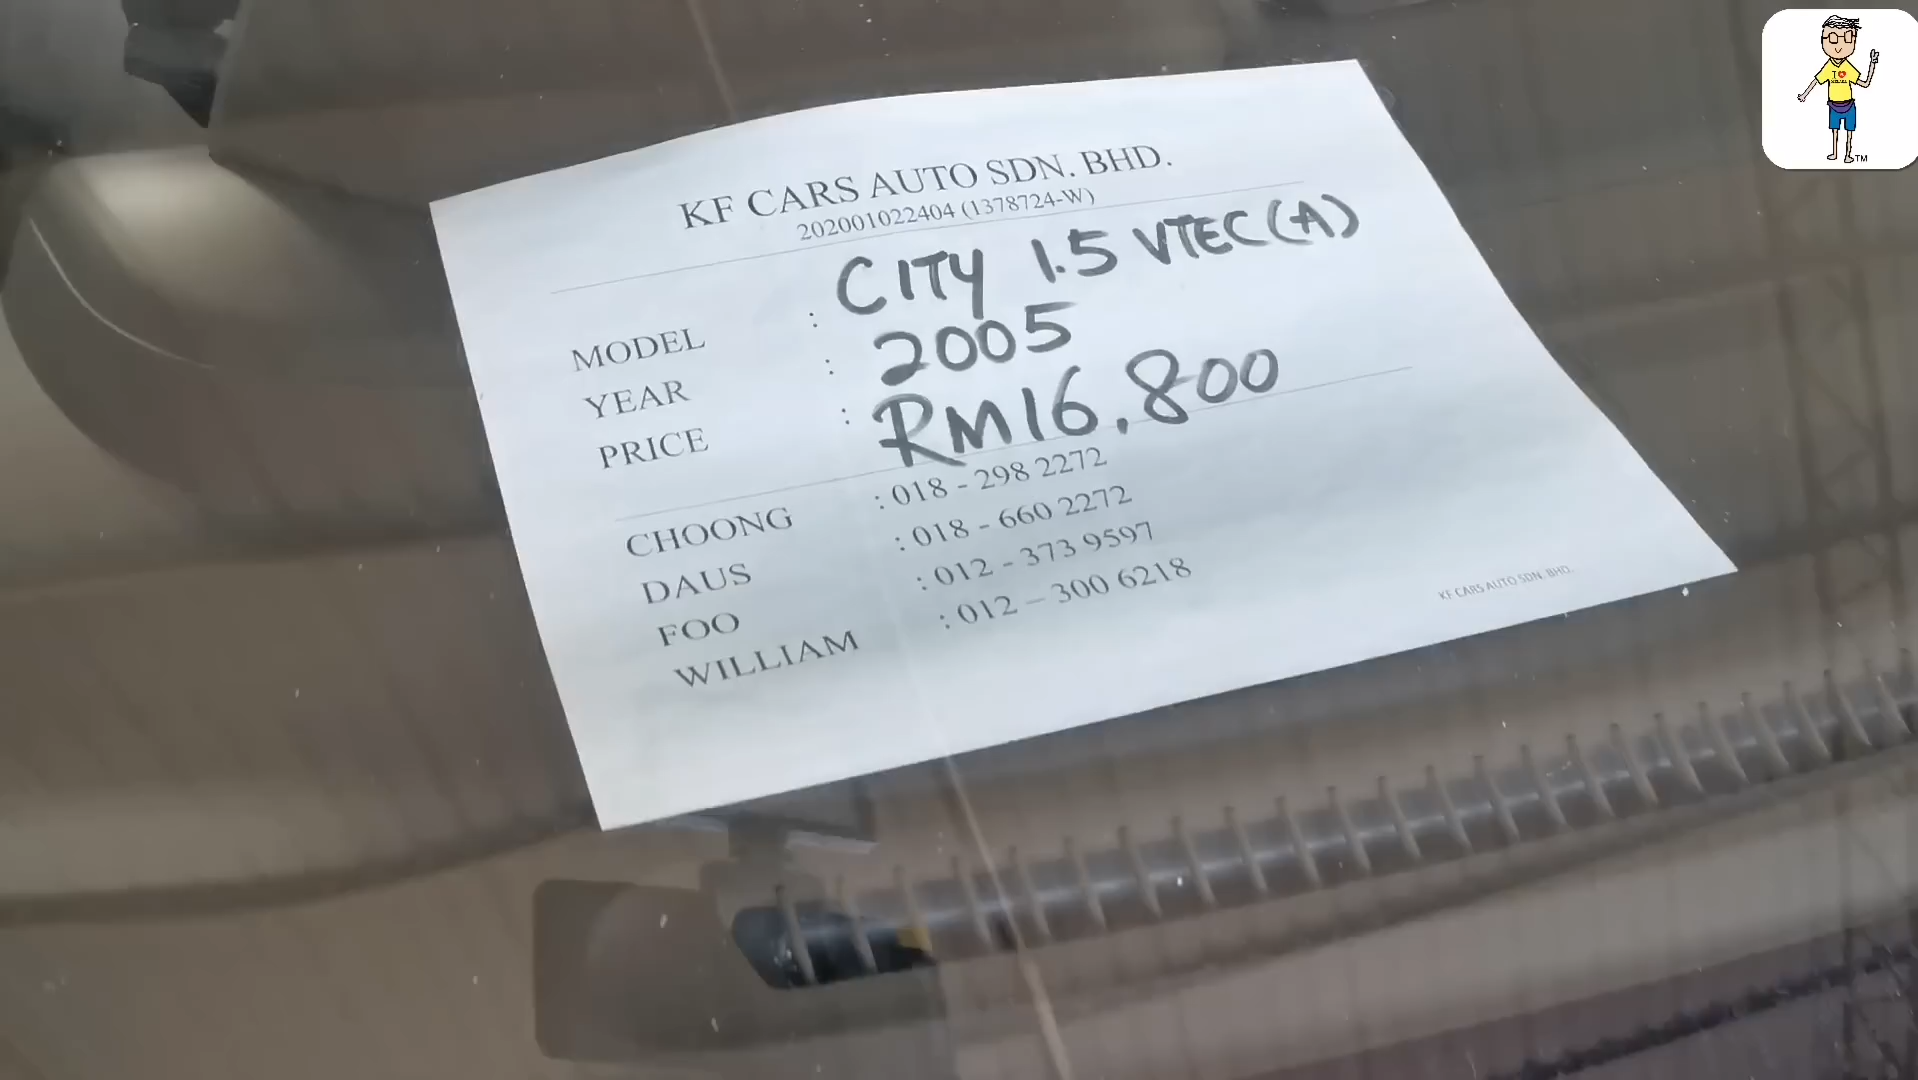 KF CARS AUTO SDN. BHD.
202001022404 (1378724-W)
MODEL : CITY 1.5 VTEC (A)
YEAR : 2005
PRICE : RM16,800
CHOONG : 018 - 298 2272
DAUS : 018 - 660 2272
FOO : 012 - 373 9597
WILLIAM : 012 – 300 6218
KF CARS AUTO SDN. BHD.
I
TM